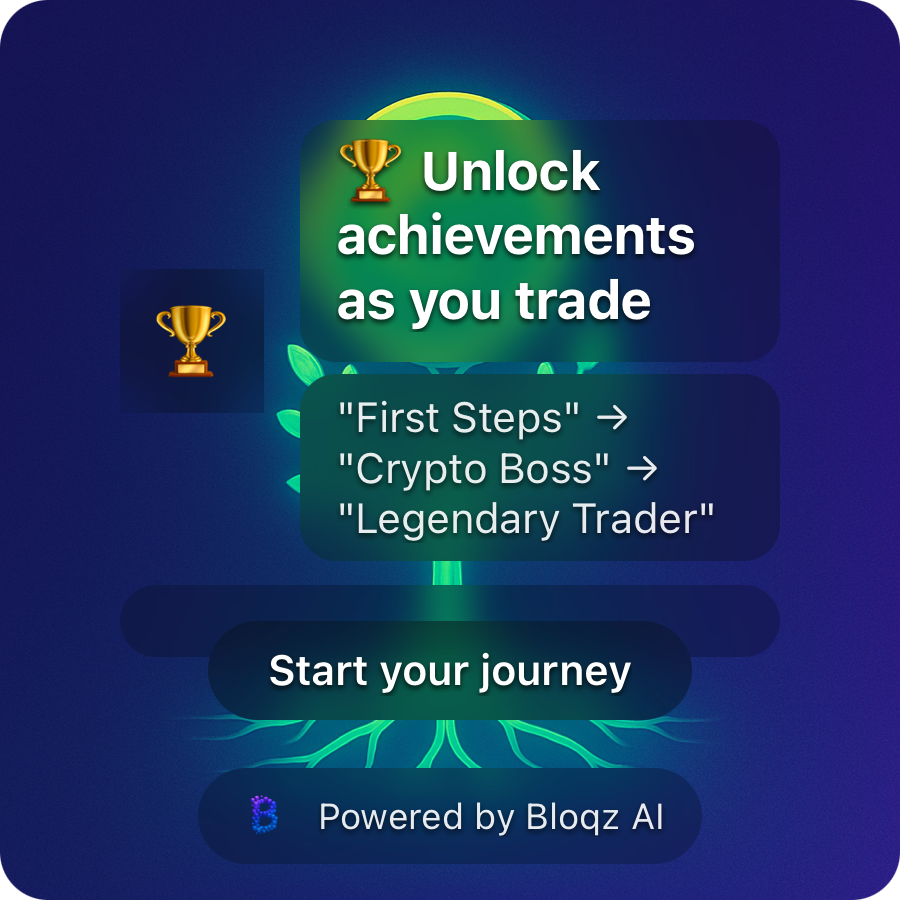 🏆 Unlock
achievements
as you trade
"First Steps" →
"Crypto Boss" →
"Legendary Trader"
Start your journey
Powered by Bloqz AI